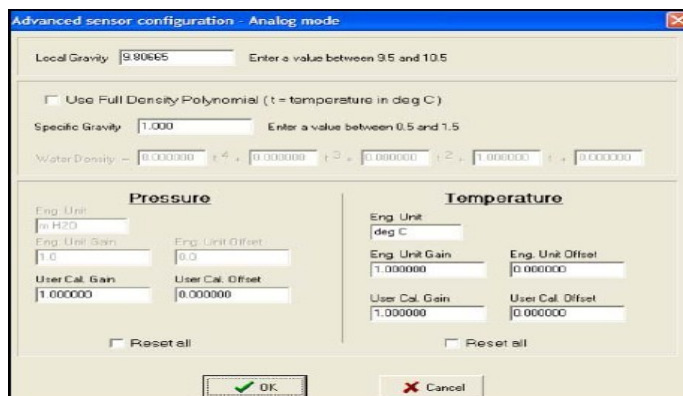 Advanced sensor configuration - Analog mode
Local Gravity 9.80665 Enter a value between 9.5 and 10.5
Use Full Density Polynomial ( t = temperature in deg C )
Specific Gravity 1.000 Enter a value between 0.5 and 1.5
Water Density = 0.000000 t 4 + 0.000000 t 3 + 0.000000 t 2 + 1.000000 t + 0.000000
Pressure
Eng. Unit
m H2O
Eng. Unit Gain Eng. Unit Offset
1.0 0.0
User Cal. Gain User Cal. Offset
1.000000 0.000000
Reset all
Temperature
Eng. Unit
deg C
Eng. Unit Gain Eng. Unit Offset
1.000000 0.000000
User Cal. Gain User Cal. Offset
1.000000 0.000000
Reset all
OK Cancel